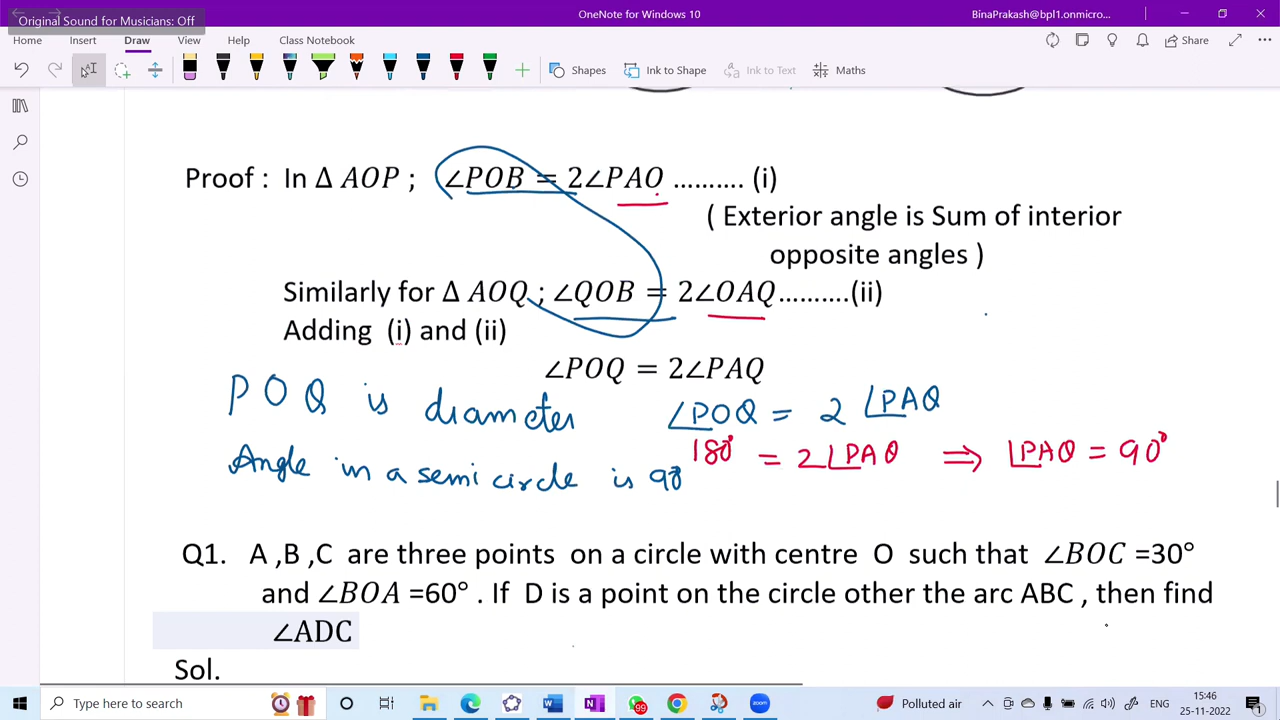 Original Sound for Musicians: Off
OneNote for Windows 10
BinaPrakash@bpl1.onmicro...
Home Insert Draw View Help Class Notebook
Share
Shapes Ink to Shape Ink to Text Maths
Proof : In Δ AOP ; ∠POB = 2∠PAO ………. (i)
( Exterior angle is Sum of interior
opposite angles )
Similarly for Δ AOQ ; ∠QOB = 2∠OAQ……….(ii)
Adding (i) and (ii)
∠POQ = 2∠PAQ
POQ is diameter ∠POQ = 2 ∠PAQ
180° = 2∠PAQ ⇒ ∠PAQ = 90°
Angle in a semi circle is 90°
Q1. A ,B ,C are three points on a circle with centre O such that ∠BOC =30°
and ∠BOA =60° . If D is a point on the circle other the arc ABC , then find
∠ADC
Sol.
Type here to search
99
Polluted air
15:46
25-11-2022
1